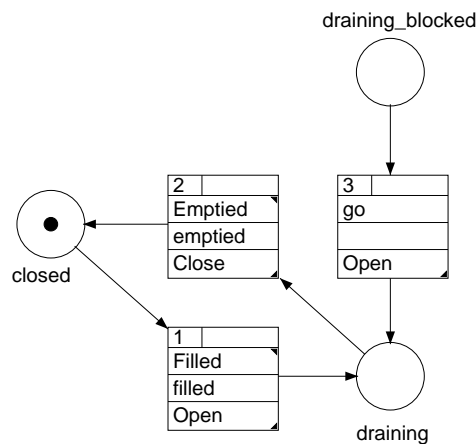 draining_blocked
2
Emptied
emptied
Close
3
go
Open
closed
1
Filled
filled
Open
draining